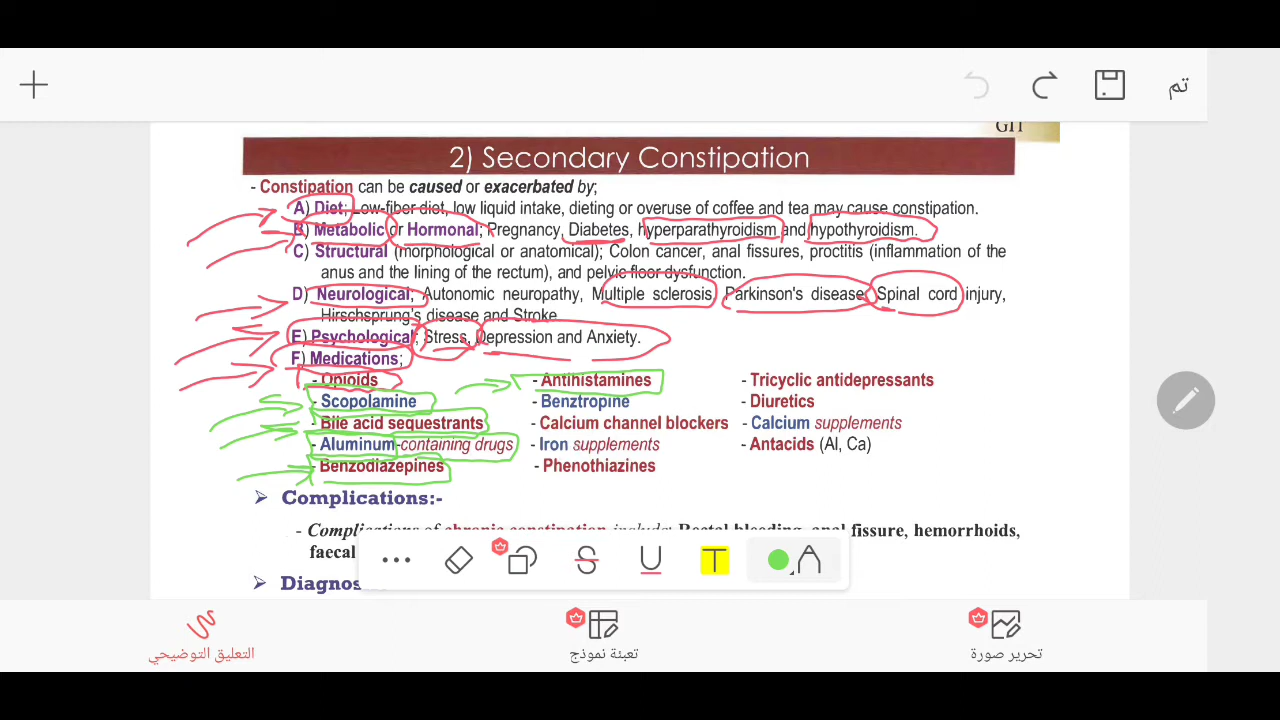 تم
GIT
2) Secondary Constipation
- Constipation can be caused or exacerbated by;
A) Diet; Low-fiber diet, low liquid intake, dieting or overuse of coffee and tea may cause constipation.
B) Metabolic or Hormonal; Pregnancy, Diabetes, hyperparathyroidism and hypothyroidism.
C) Structural (morphological or anatomical); Colon cancer, anal fissures, proctitis (inflammation of the
anus and the lining of the rectum), and pelvic floor dysfunction.
D) Neurological; Autonomic neuropathy, Multiple sclerosis, Parkinson's disease, Spinal cord injury,
Hirschsprung's disease and Stroke.
E) Psychological; Stress, Depression and Anxiety.
F) Medications;
- Opioids - Antihistamines - Tricyclic antidepressants
- Scopolamine - Benztropine - Diuretics
- Bile acid sequestrants - Calcium channel blockers - Calcium supplements
- Aluminum-containing drugs - Iron supplements - Antacids (Al, Ca)
- Benzodiazepines - Phenothiazines
➤ Complications:-
- Complications of chronic constipation include; Rectal bleeding, anal fissure, hemorrhoids,
faecal
➤ Diagnos
التعليق التوضيحي تعبئة نموذج تحرير صورة